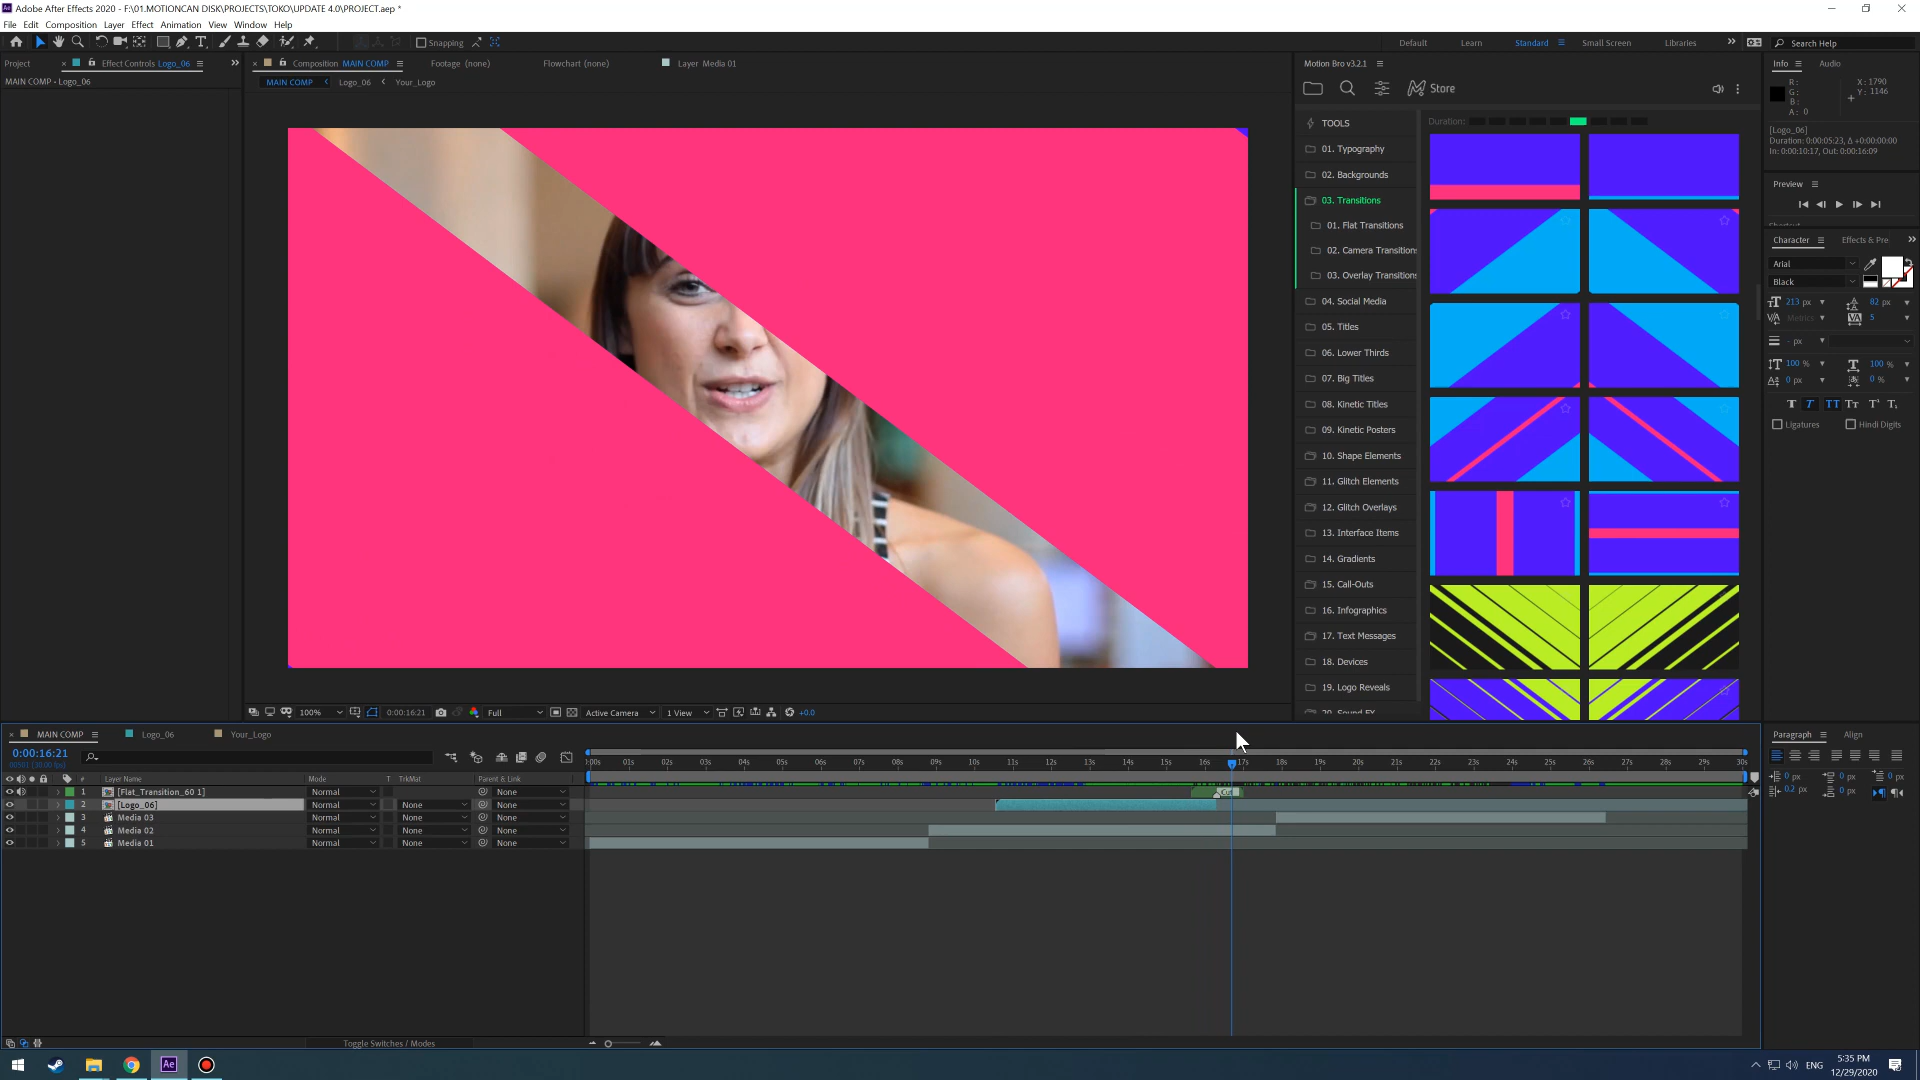 Adobe After Effects 2020 - F:\01.MOTIONCAN DISK\PROJECTS\TOKO\UPDATE 4.0\PROJECT.aep *
File Edit Composition Layer Effect Animation View Window Help
Snapping
Default Learn Standard Small Screen Libraries
Search Help
Project Effect Controls Logo_06
MAIN COMP - Logo_06
Composition MAIN COMP
Footage (none)
Flowchart (none)
Layer Media 01
MAIN COMP Logo_06 Your_Logo
Motion Bro v3.2.1
Store
TOOLS
01. Typography
02. Backgrounds
03. Transitions
01. Flat Transitions
02. Camera Transitions
03. Overlay Transitions
04. Social Media
05. Titles
06. Lower Thirds
07. Big Titles
08. Kinetic Titles
09. Kinetic Posters
10. Shape Elements
11. Glitch Elements
12. Glitch Overlays
13. Interface Items
14. Gradients
15. Call-Outs
16. Infographics
17. Text Messages
18. Devices
19. Logo Reveals
20. Sound FX
Duration:
Info Audio
R:
G:
B:
A: 0
X: 1790
Y: 1146
[Logo_06]
Duration: 0:00:05:23, Δ +0:00:00:00
In: 0:00:10:17, Out: 0:00:16:09
Preview
Shortcut
Character Effects & Pre
Arial
Black
213 px 82 px
Metrics 5
- px
100 % 100 %
0 px 0 %
Ligatures Hindi Digits
100% 0:00:16:21 Full Active Camera 1 View +0.0
MAIN COMP Logo_06 Your_Logo
0:00:16:21
00501 (30.00 fps)
# Layer Name Mode T TrkMat Parent & Link
1 [Flat_Transition_60 1] Normal None
2 [Logo_06] Normal None None
3 Media 03 Normal None None
4 Media 02 Normal None None
5 Media 01 Normal None None
:00s 01s 02s 03s 04s 05s 06s 07s 08s 09s 10s 11s 12s 13s 14s 15s 16s 17s 18s 19s 20s 21s 22s 23s 24s 25s 26s 27s 28s 29s 30s
Cut
Toggle Switches / Modes
Paragraph Align
0 px 0 px 0 px
0.2 px 0 px
ENG
5:35 PM
12/29/2020